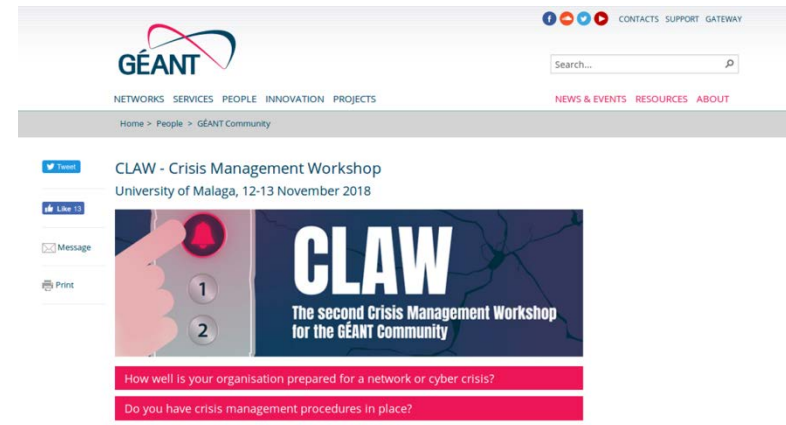 CONTACTS SUPPORT GATEWAY
GÉANT
Search...
NETWORKS SERVICES PEOPLE INNOVATION PROJECTS
NEWS & EVENTS RESOURCES ABOUT
Home > People > GÉANT Community
Tweet
CLAW - Crisis Management Workshop
University of Malaga, 12-13 November 2018
Like 13
Message
Print
1
2
CLAW
The second Crisis Management Workshop
for the GÉANT Community
How well is your organisation prepared for a network or cyber crisis?
Do you have crisis management procedures in place?